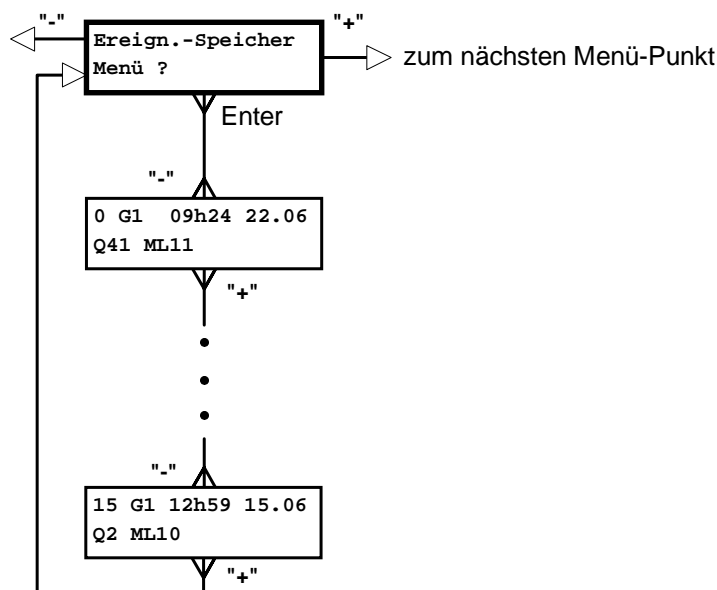 "-"
"+"
Ereign.-Speicher
Menü ?
zum nächsten Menü-Punkt
Enter
"-"
0 G1 09h24 22.06
Q41 ML11
"+"
"-"
15 G1 12h59 15.06
Q2 ML10
"+"